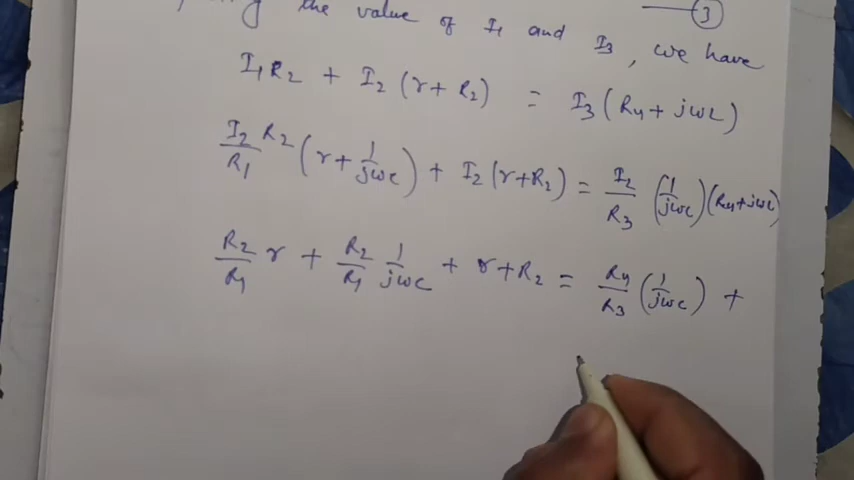 the value of I₁ and I₃, we have
③
I₁R₂ + I₂(r + R₂) = I₃(R₄ + jωL)
I₂/R₁ R₂(r + 1/jωc) + I₂(r+R₂) = I₂/R₃ (1/jωc)(R₄+jωL)
R₂/R₁ r + R₂/R₁ 1/jωc + r+R₂ = R₄/R₃ (1/jωc) +